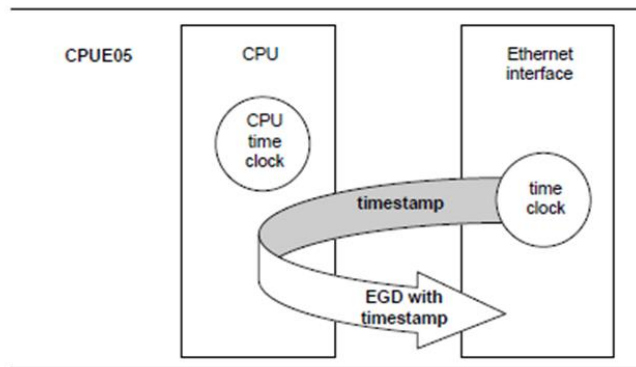 CPUE05
CPU
Ethernet
interface
CPU
time
clock
timestamp
time
clock
EGD with
timestamp